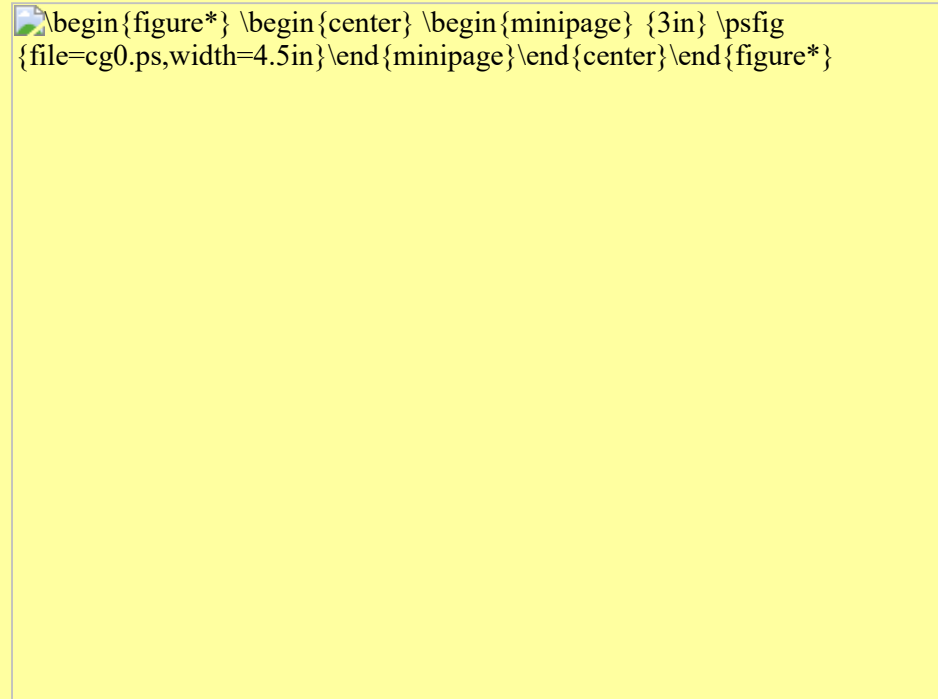 \begin{figure*} \begin{center} \begin{minipage} {3in} \psfig
{file=cg0.ps,width=4.5in}\end{minipage}\end{center}\end{figure*}